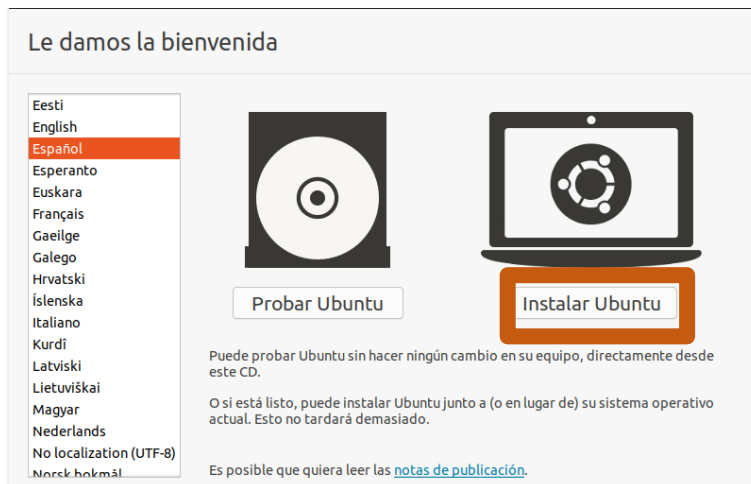 Le damos la bienvenida
Eesti
English
Español
Esperanto
Euskara
Français
Gaeilge
Galego
Hrvatski
Íslenska
Italiano
Kurdî
Latviski
Lietuviškai
Magyar
Nederlands
No localization (UTF-8)
Norsk bokmål
Probar Ubuntu
Instalar Ubuntu
Puede probar Ubuntu sin hacer ningún cambio en su equipo, directamente desde
este CD.
O si está listo, puede instalar Ubuntu junto a (o en lugar de) su sistema operativo
actual. Esto no tardará demasiado.
Es posible que quiera leer las notas de publicación.